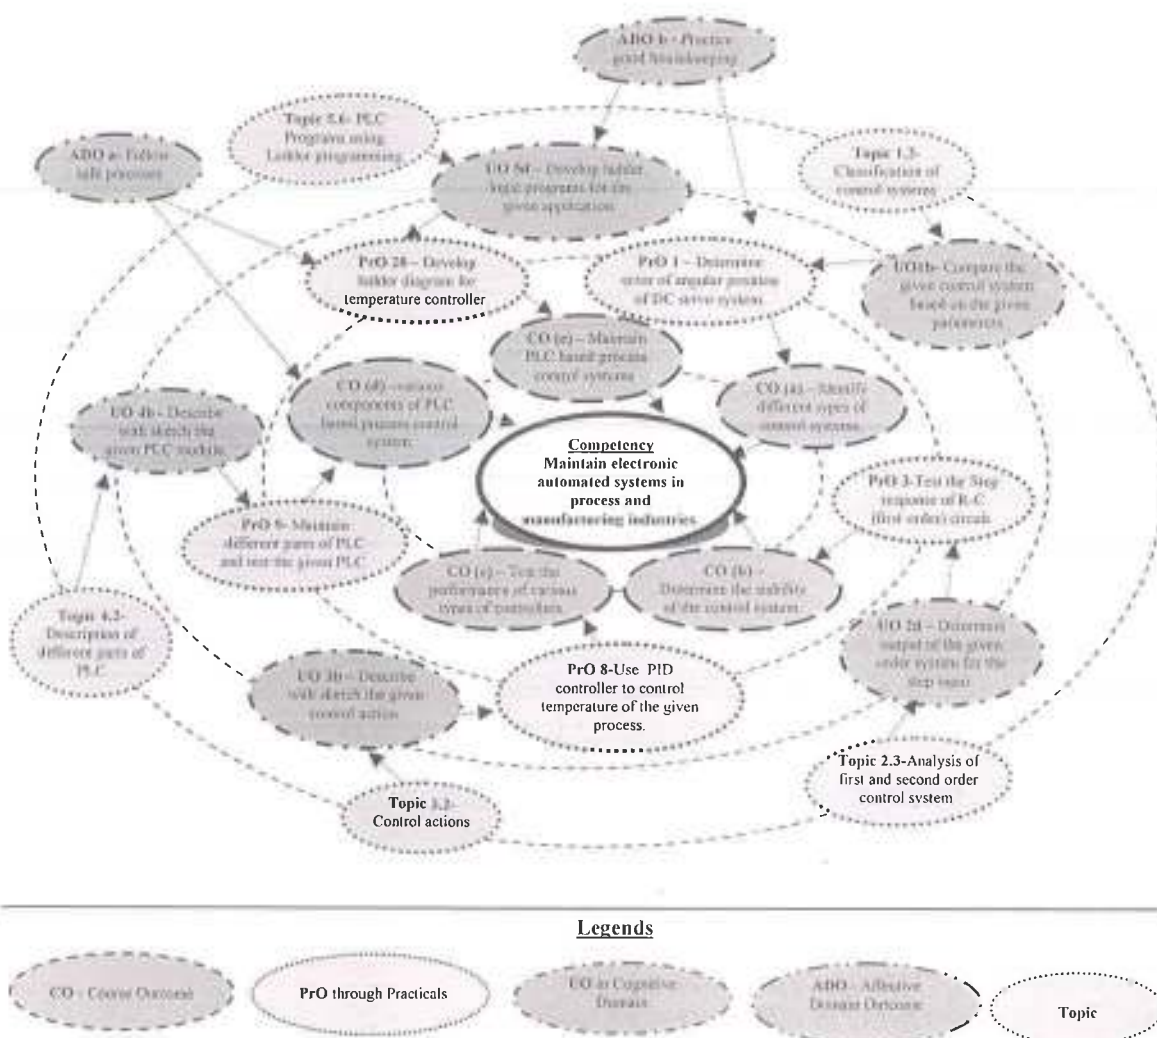 ADO b - Practice
good housekeeping
Topic 5.6- PLC
Programs using
Ladder programming
ADO a- Follow
safe processes
UO 5d – Develop ladder
logic programs for the
given application.
Topic 1.2-
Classification of
control systems
PrO 28 – Develop
ladder diagram for
temperature controller
PrO 1 – Determine
error of angular position
of DC servo system
UO1b- Compare the
given control system
based on the given
parameters
CO (e) – Maintain
PLC based process
control systems
CO (d) – various
components of PLC
based process control
system.
CO (a) – Identify
different types of
control systems.
UO 4b – Describe
with sketch the
given PLC module.
Competency
Maintain electronic
automated systems in
process and
manufacturing industries
PrO 3-Test the Step
response of R-C
(first order) circuit
PrO 9- Maintain
different parts of PLC
and test the given PLC
CO (c) – Test the
performance of various
types of controllers
CO (b) –
Determine the stability
of the control system
Topic 4.2-
Description of
different parts of
PLC
UO 2d – Determine
output of the given
order system for the
step input
UO 3b – Describe
with sketch the given
control action
PrO 8-Use PID
controller to control
temperature of the given
process.
Topic 2.3-Analysis of
first and second order
control system
Topic 3.2-
Control actions
Legends
CO - Course Outcome
PrO through Practicals
UO in Cognitive
Domain
ADO - Affective
Domain Outcome
Topic